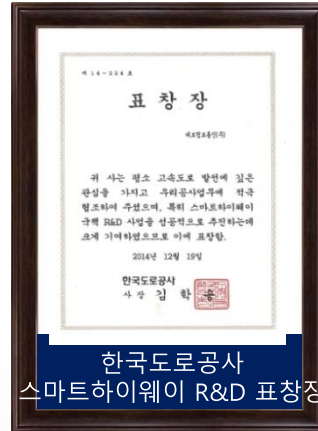 제 14-224 호
표 창 장
귀 사는 평소 고속도로 발전에 깊은
관심을 가지고 우리공사업무에 적극
협조하여 주셨으며, 특히 스마트하이웨이
국책 R&D 사업을 성공적으로 추진하는데
크게 기여하였으므로 이에 표창함.
2014년 12월 19일
한국도로공사
사 장 김 학 송
한국도로공사
스마트하이웨이 R&D 표창장